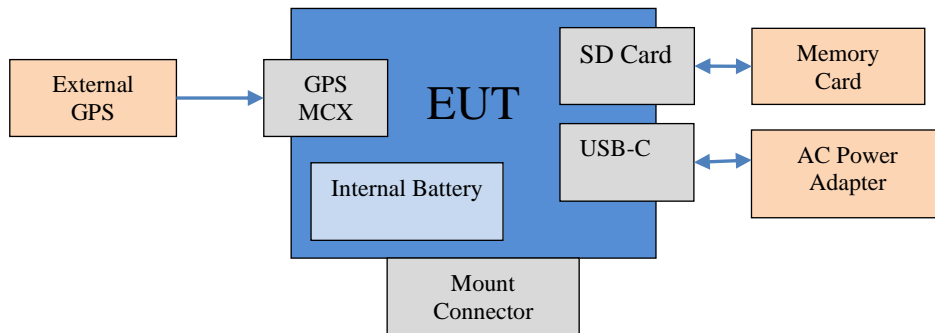 External
GPS
GPS
MCX
EUT
Internal Battery
SD Card
USB-C
Memory
Card
AC Power
Adapter
Mount
Connector